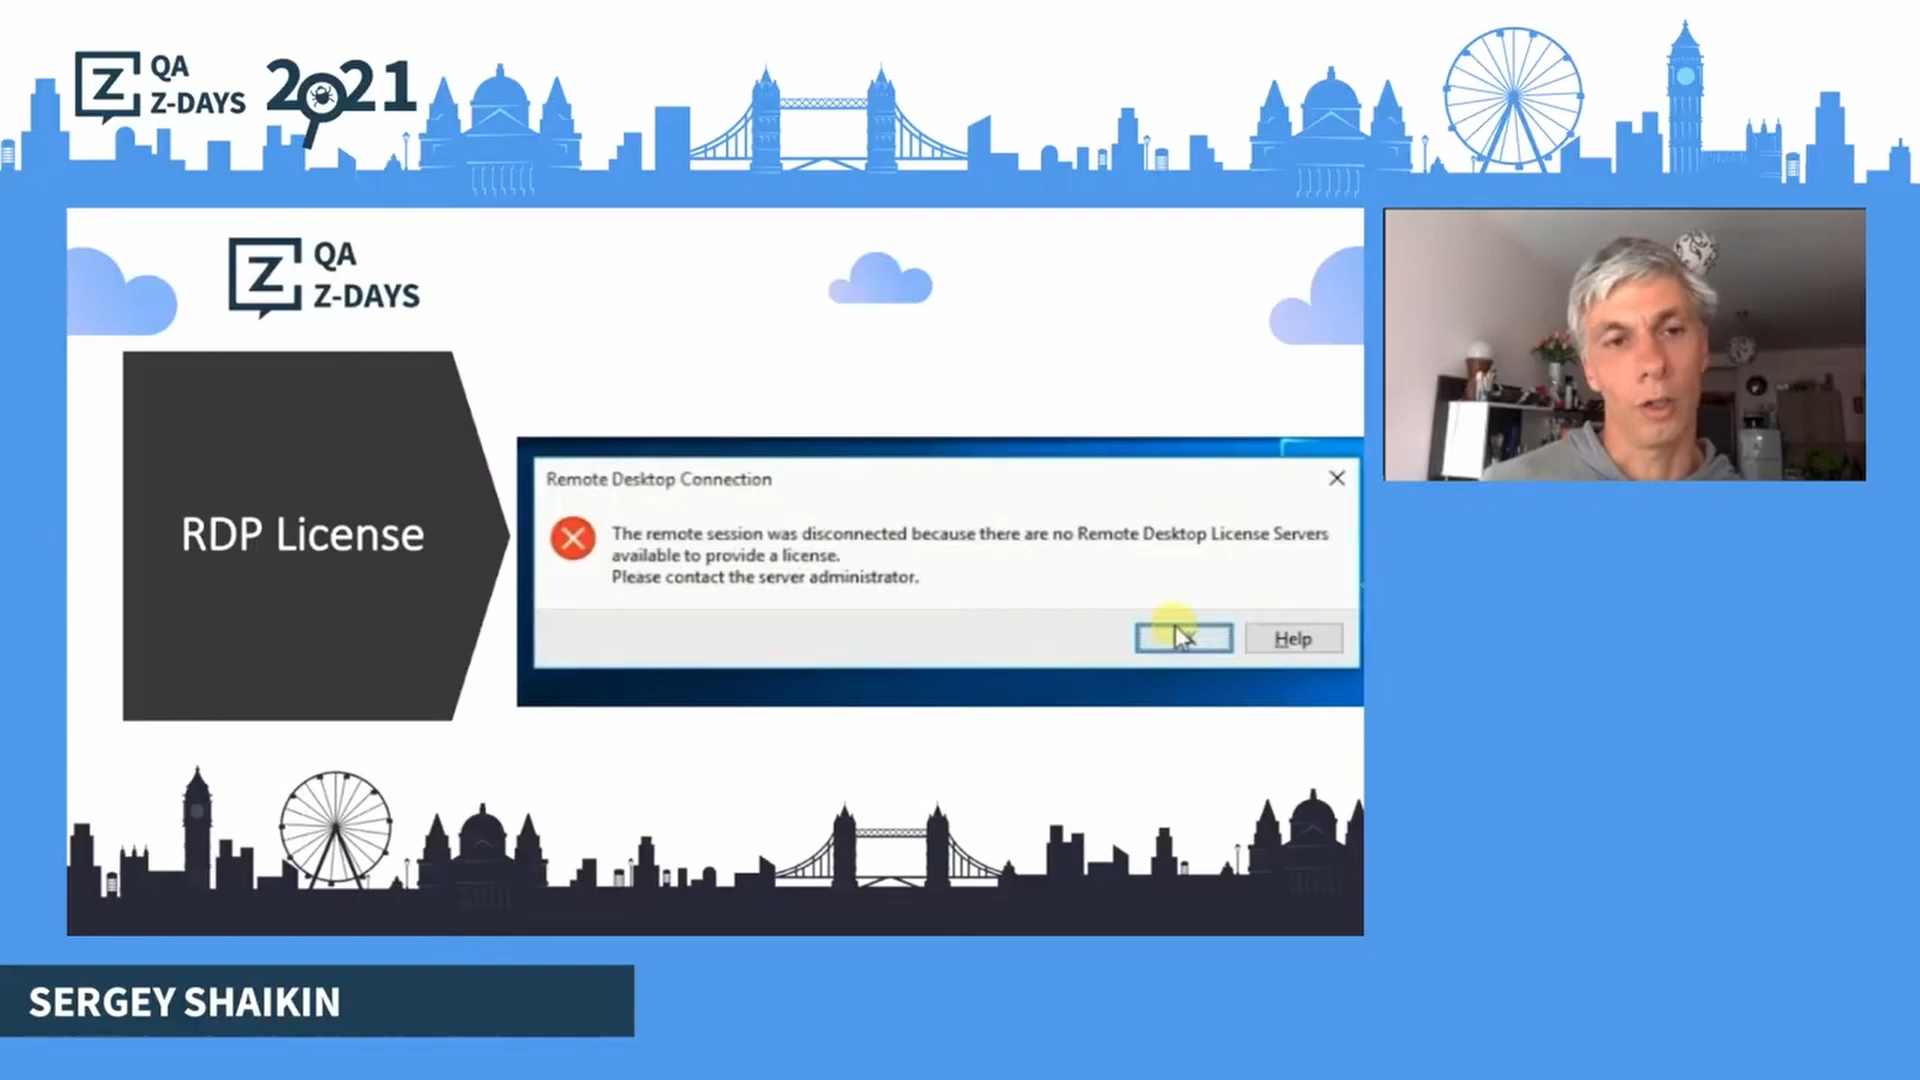 Z
QA
Z-DAYS
2021
Z
QA
Z-DAYS
RDP License
Remote Desktop Connection
The remote session was disconnected because there are no Remote Desktop License Servers
available to provide a license.
Please contact the server administrator.
Help
SERGEY SHAIKIN